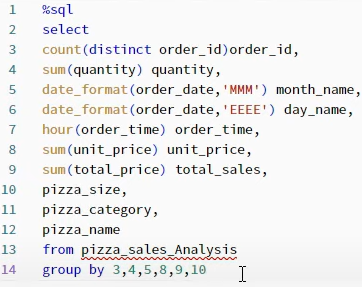 1 %sql
2 select
3 count(distinct order_id)order_id,
4 sum(quantity) quantity,
5 date_format(order_date,'MMM') month_name,
6 date_format(order_date,'EEEE') day_name,
7 hour(order_time) order_time,
8 sum(unit_price) unit_price,
9 sum(total_price) total_sales,
10 pizza_size,
11 pizza_category,
12 pizza_name
13 from pizza_sales_Analysis
14 group by 3,4,5,8,9,10